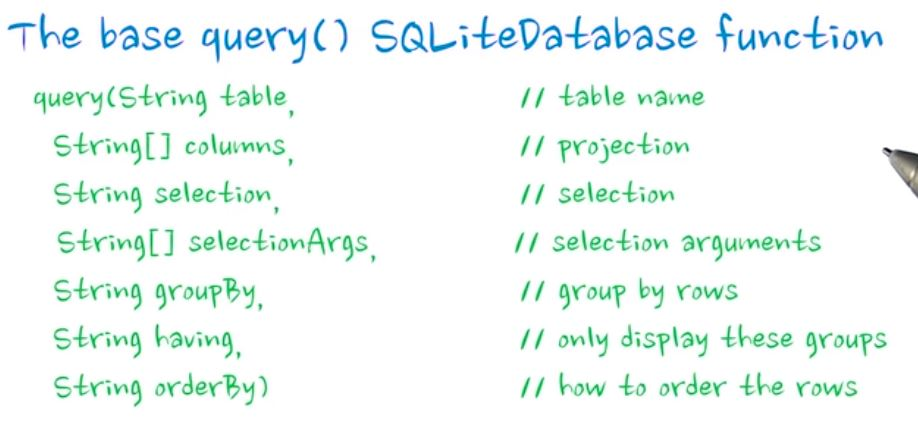 The base query() SQLiteDatabase function
query(String table, // table name
String[] columns, // projection
String selection, // selection
String[] selectionArgs, // selection arguments
String groupBy, // group by rows
String having, // only display these groups
String orderBy) // how to order the rows